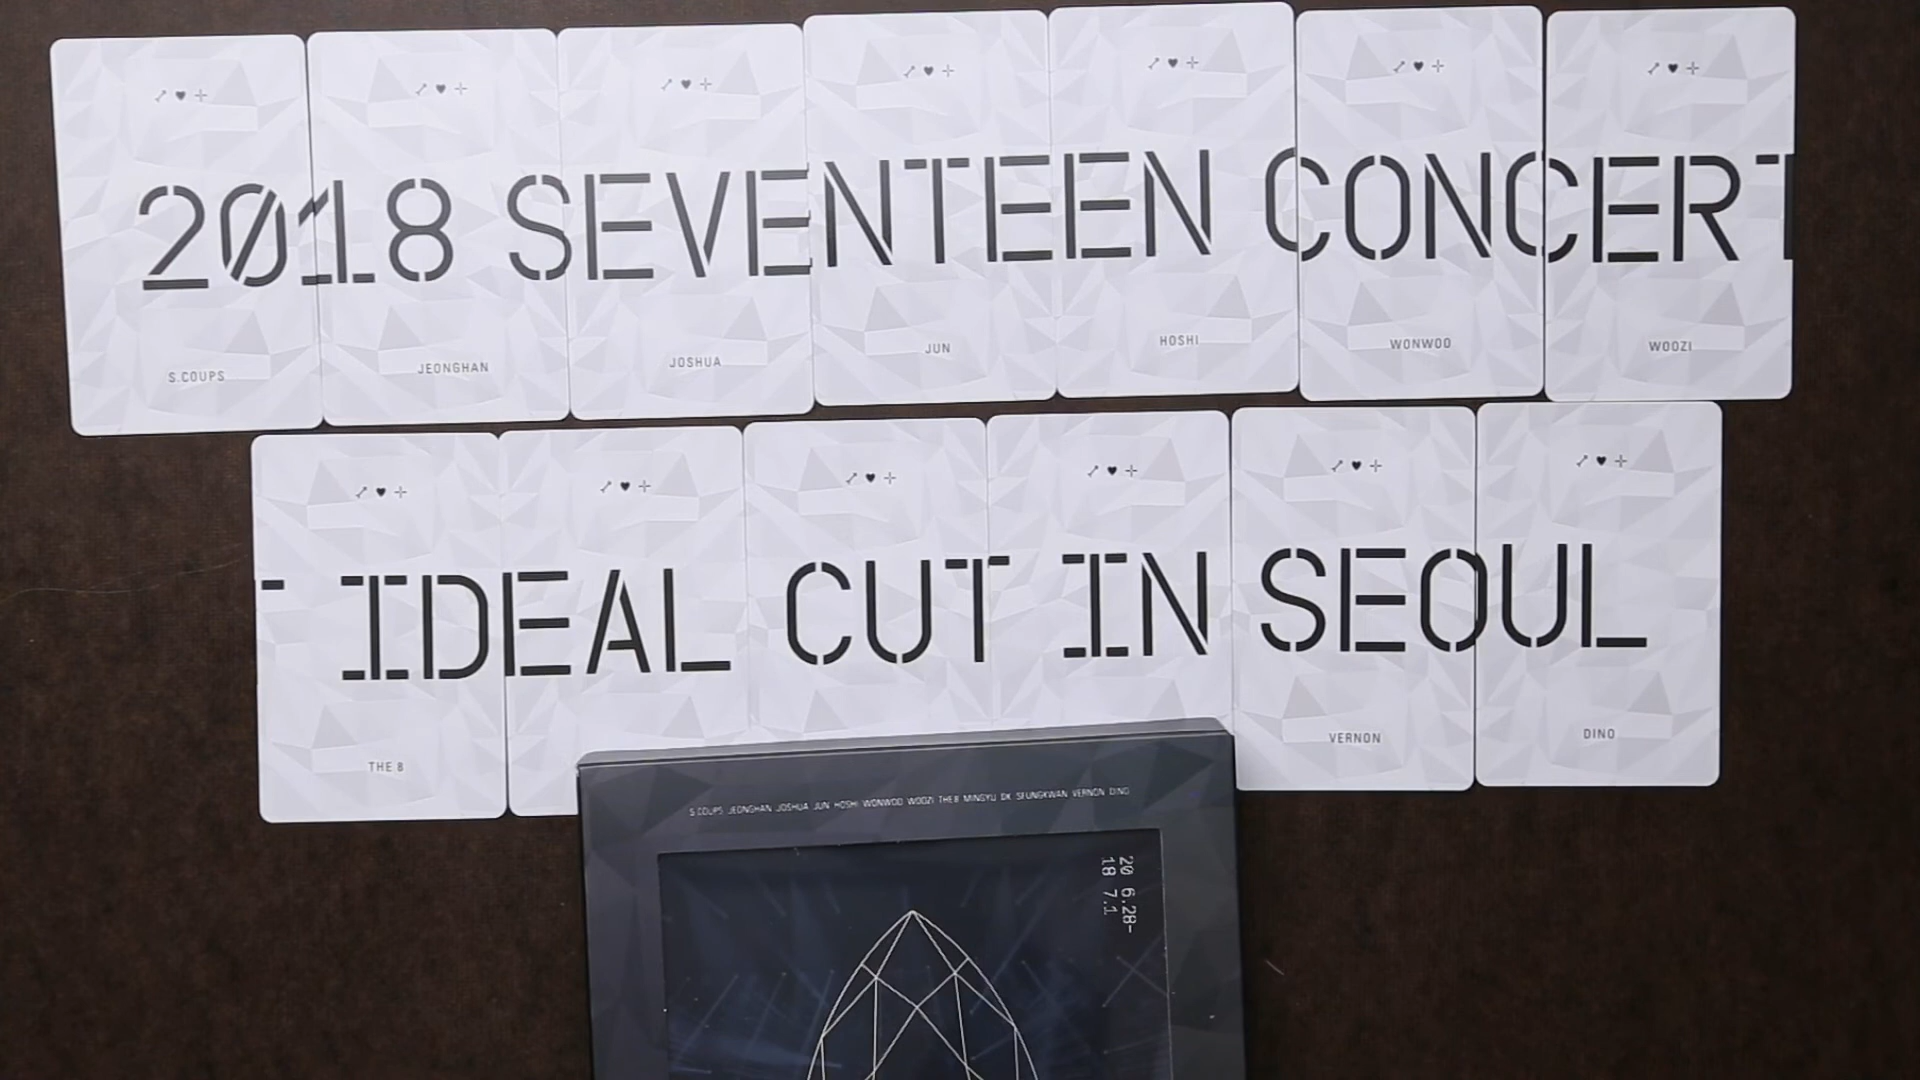 2018 SEVENTEEN CONCERT
S.COUPS JEONGHAN JOSHUA JUN HOSHI WONWOO WOOZI
IDEAL CUT IN SEOUL
THE 8 VERNON DINO
S.COUPS JEONGHAN JOSHUA JUN HOSHI WONWOO WOOZI THE8 MINGYU DK SEUNGKWAN VERNON DINO
20 6.28-
18 7.1